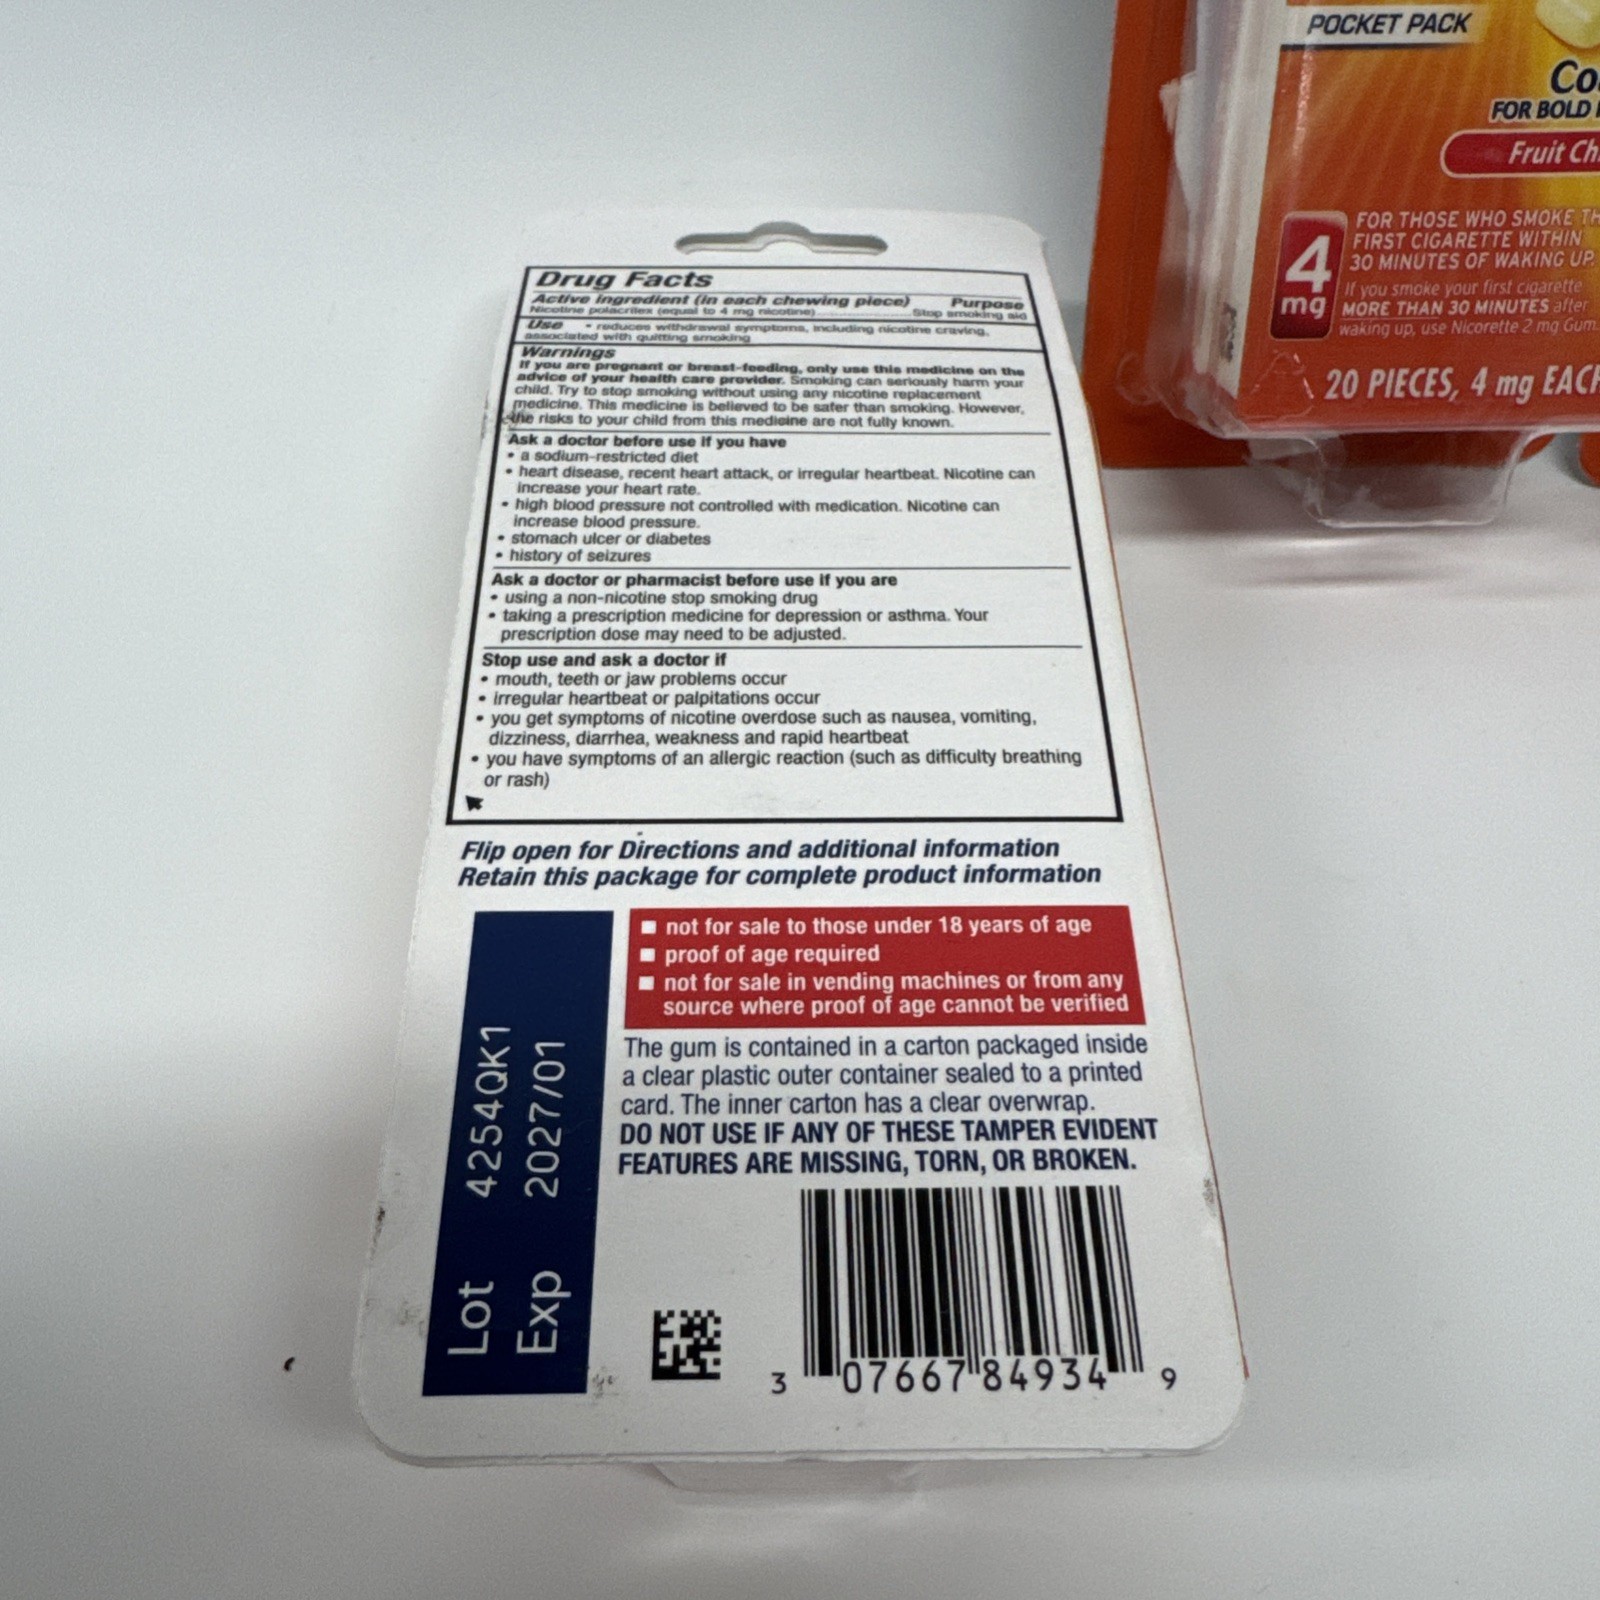 Drug Facts
Active ingredient (in each chewing piece) Purpose
Nicotine polacrilex (equal to 4 mg nicotine)........................Stop smoking aid
Use • reduces withdrawal symptoms, including nicotine craving,
associated with quitting smoking
Warnings
If you are pregnant or breast-feeding, only use this medicine on the
advice of your health care provider. Smoking can seriously harm your
child. Try to stop smoking without using any nicotine replacement
medicine. This medicine is believed to be safer than smoking. However,
the risks to your child from this medicine are not fully known.
Ask a doctor before use if you have
• a sodium-restricted diet
• heart disease, recent heart attack, or irregular heartbeat. Nicotine can
increase your heart rate.
• high blood pressure not controlled with medication. Nicotine can
increase blood pressure.
• stomach ulcer or diabetes
• history of seizures
Ask a doctor or pharmacist before use if you are
• using a non-nicotine stop smoking drug
• taking a prescription medicine for depression or asthma. Your
prescription dose may need to be adjusted.
Stop use and ask a doctor if
• mouth, teeth or jaw problems occur
• irregular heartbeat or palpitations occur
• you get symptoms of nicotine overdose such as nausea, vomiting,
dizziness, diarrhea, weakness and rapid heartbeat
• you have symptoms of an allergic reaction (such as difficulty breathing
or rash)
Flip open for Directions and additional information
Retain this package for complete product information
not for sale to those under 18 years of age
proof of age required
not for sale in vending machines or from any
source where proof of age cannot be verified
The gum is contained in a carton packaged inside
a clear plastic outer container sealed to a printed
card. The inner carton has a clear overwrap.
DO NOT USE IF ANY OF THESE TAMPER EVIDENT
FEATURES ARE MISSING, TORN, OR BROKEN.
Lot 4254QK1
Exp 2027/01
3 07667 84934 9
POCKET PACK
FOR BOLD
Fruit
4
mg
FOR THOSE WHO SMOKE
FIRST CIGARETTE WITHIN
30 MINUTES OF WAKING UP.
If you smoke your first cigarette
MORE THAN 30 MINUTES after
waking up, use Nicorette 2 mg Gum.
20 PIECES, 4 mg EACH